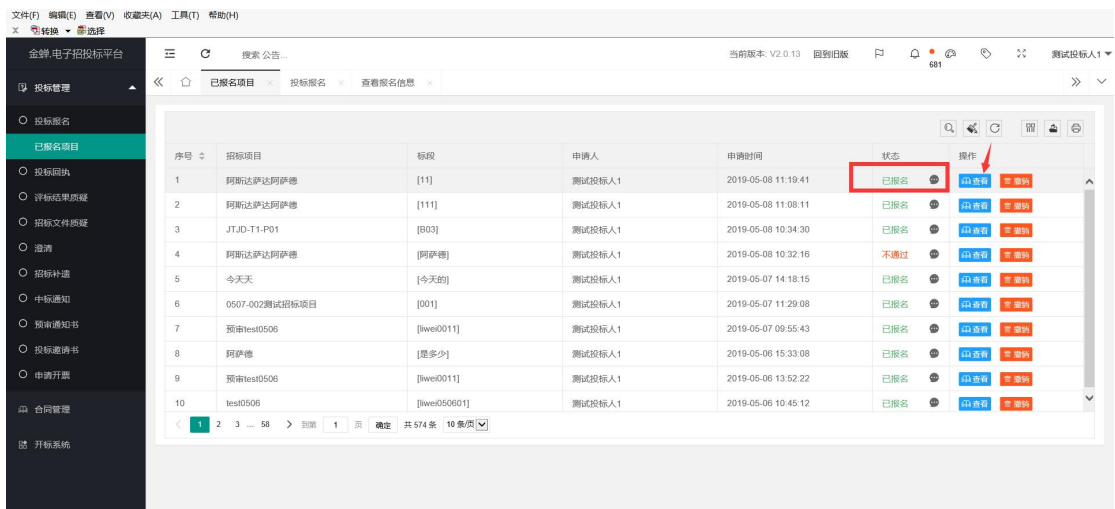 文件(F) 编辑(E) 查看(V) 收藏夹(A) 工具(T) 帮助(H)
X 转换 选择
金蝉.电子招投标平台
搜索 公告...
当前版本: V2.0.13 回到旧版
681
测试投标人1
投标管理
已报名项目 × 投标报名 × 查看报名信息 ×
投标报名
已报名项目
投标回执
评标结果质疑
招标文件质疑
澄清
招标补遗
中标通知
预审通知书
投标邀请书
申请开票
合同管理
开标系统
序号 招标项目 标段 申请人 申请时间 状态 操作
1 阿斯达萨达阿萨德 [11] 测试投标人1 2019-05-08 11:19:41 已报名 查看 撤销
2 阿斯达萨达阿萨德 [111] 测试投标人1 2019-05-08 11:08:11 已报名 查看 撤销
3 JTJD-T1-P01 [B03] 测试投标人1 2019-05-08 10:34:30 已报名 查看 撤销
4 阿斯达萨达阿萨德 [阿萨德] 测试投标人1 2019-05-08 10:32:16 不通过 查看 撤销
5 今天天 [今天的] 测试投标人1 2019-05-07 14:18:15 已报名 查看 撤销
6 0507-002测试招标项目 [001] 测试投标人1 2019-05-07 11:29:08 已报名 查看 撤销
7 预审test0506 [liwei0011] 测试投标人1 2019-05-07 09:55:43 已报名 查看 撤销
8 阿萨德 [是多少] 测试投标人1 2019-05-06 15:33:08 已报名 查看 撤销
9 预审test0506 [liwei0011] 测试投标人1 2019-05-06 13:52:22 已报名 查看 撤销
10 test0506 [liwei050601] 测试投标人1 2019-05-06 10:45:12 已报名 查看 撤销
1 2 3 ... 58 到第 1 页 确定 共 574 条 10 条/页